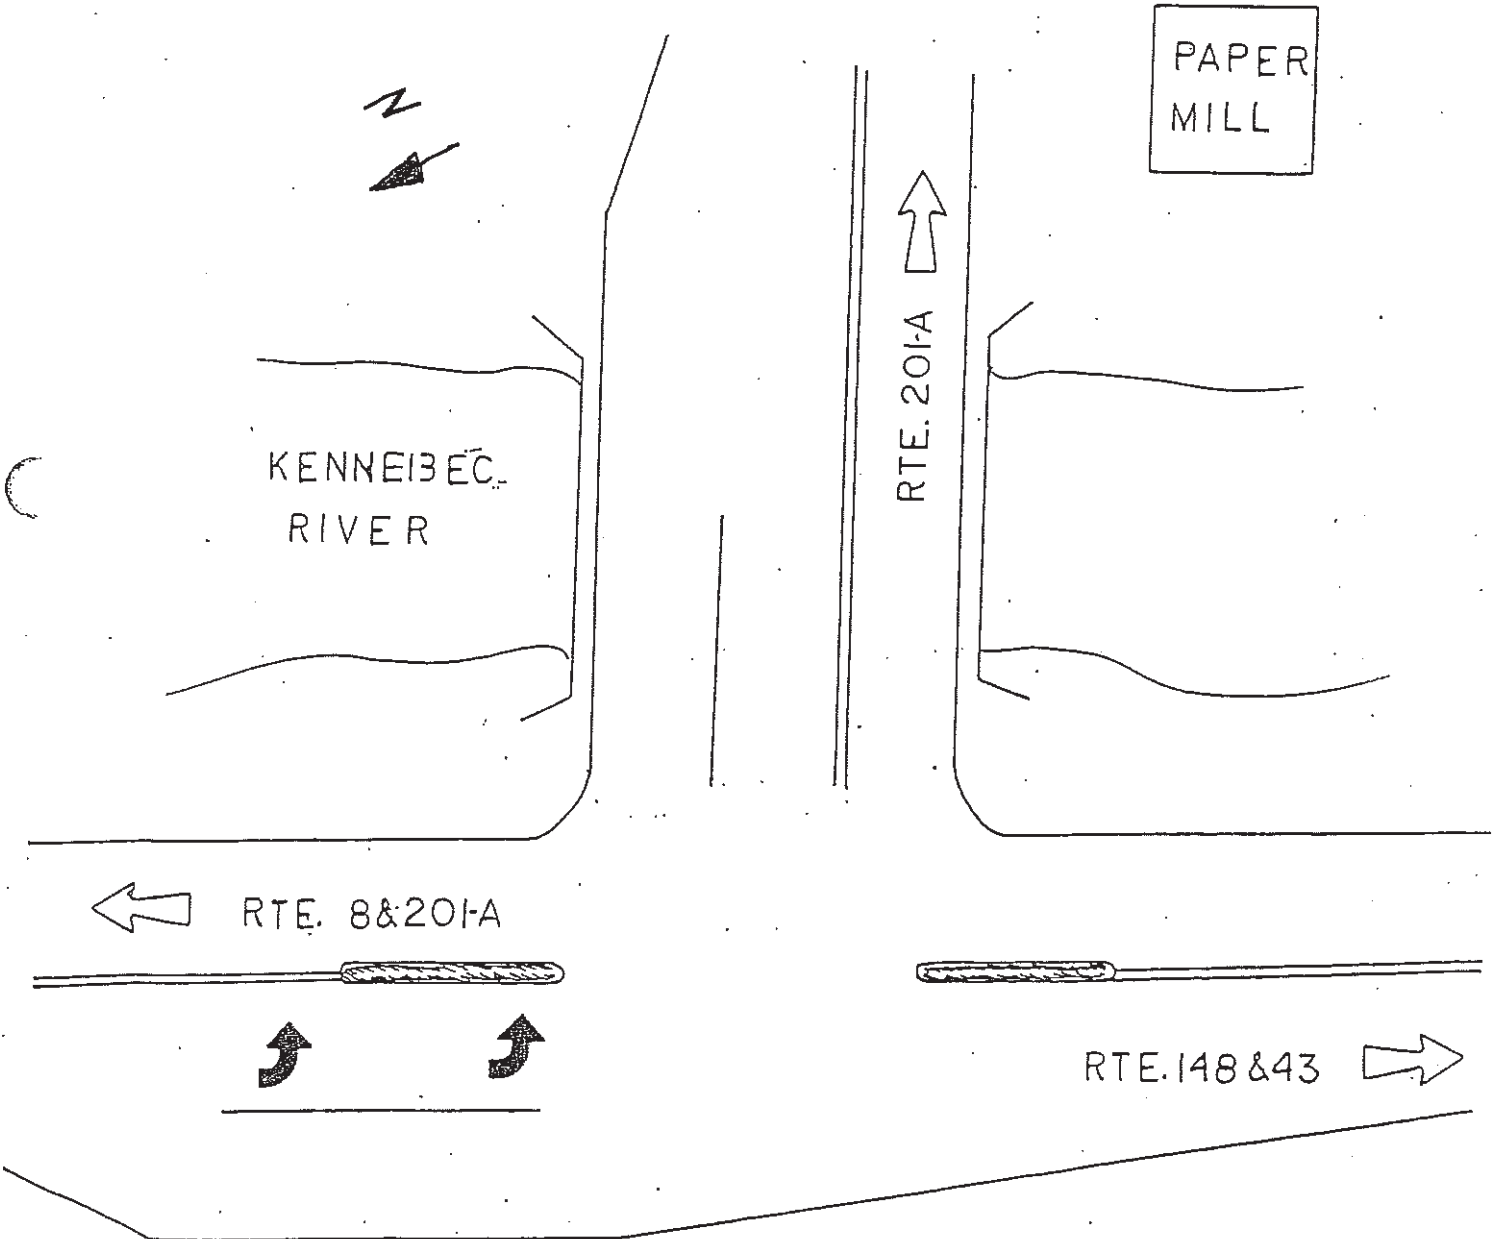 PAPER
MILL
N
RTE. 201-A
KENNEBEC
RIVER
RTE. 8&201-A
RTE. 148 &43